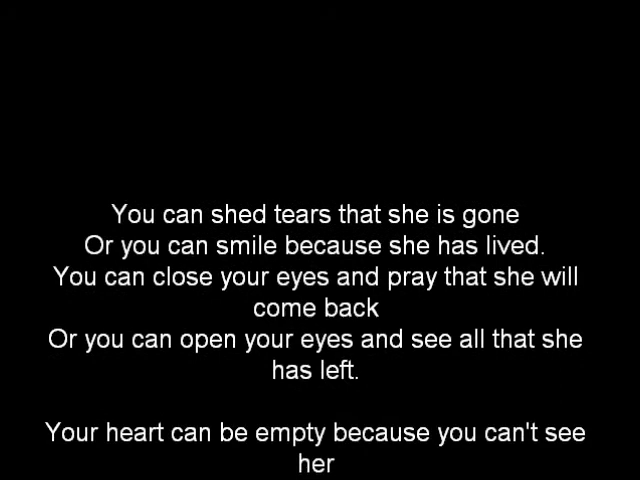 You can shed tears that she is gone
Or you can smile because she has lived.
You can close your eyes and pray that she will
come back
Or you can open your eyes and see all that she
has left.
Your heart can be empty because you can't see
her